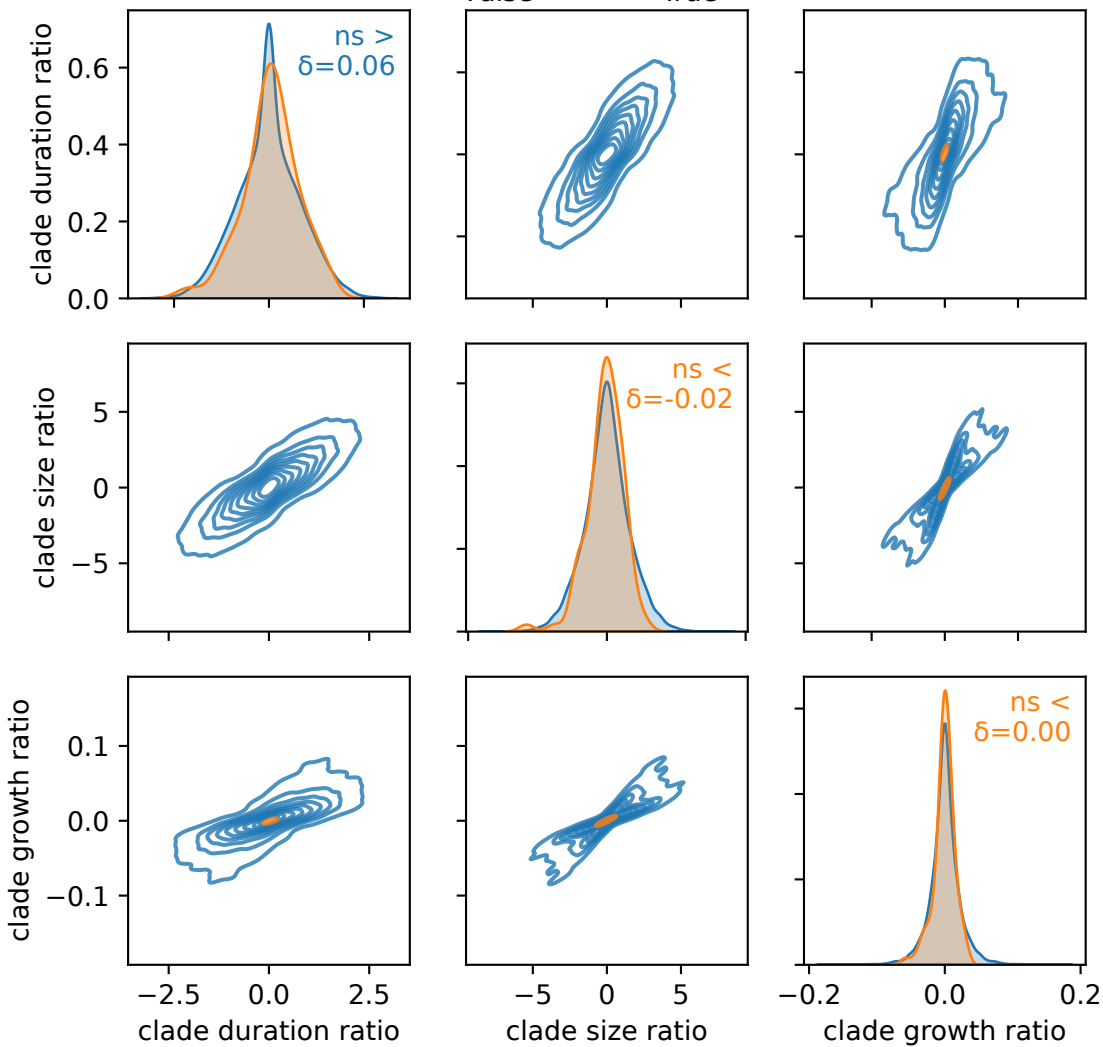 clade duration ratio
0.6
0.4
0.2
0.0
ns >
δ=0.06
clade size ratio
5
0
−5
ns <
δ=-0.02
clade growth ratio
0.1
0.0
−0.1
ns <
δ=0.00
−2.5 0.0 2.5
−5 0 5
−0.2 0.0 0.2
clade duration ratio
clade size ratio
clade growth ratio